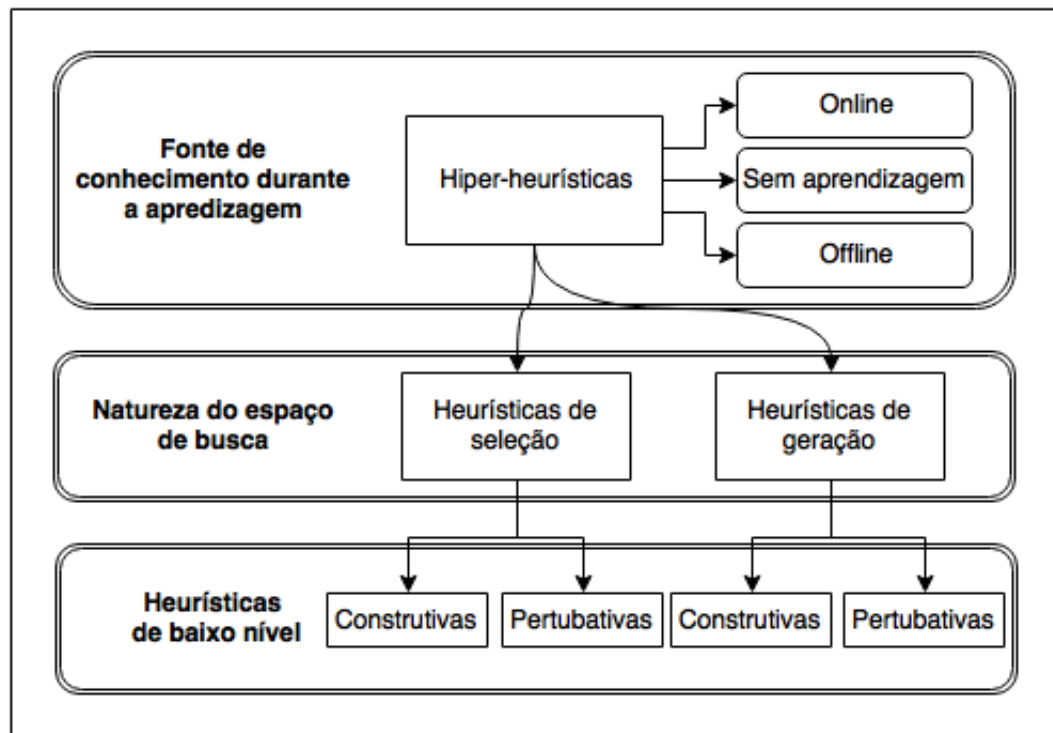 Fonte de
conhecimento durante
a apredizagem
Hiper-heurísticas
Online
Sem aprendizagem
Offline
Natureza do espaço
de busca
Heurísticas de
seleção
Heurísticas de
geração
Heurísticas
de baixo nível
Construtivas
Pertubativas
Construtivas
Pertubativas